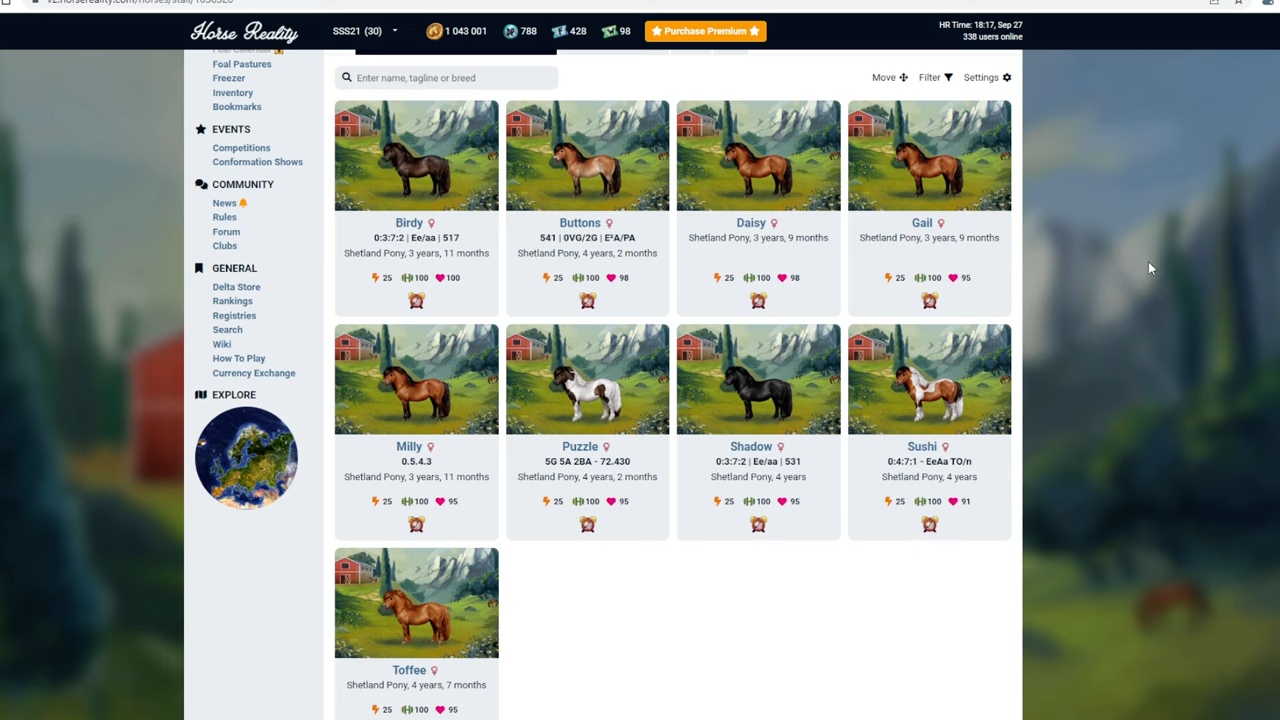 v2.horsereality.com/horses/stall/
Horse Reality
SSS21 (30)
1 043 001
788
428
98
Purchase Premium
HR Time: 18:17, Sep 27
338 users online
Foal Pastures
Freezer
Inventory
Bookmarks
EVENTS
Competitions
Conformation Shows
COMMUNITY
News
Rules
Forum
Clubs
GENERAL
Delta Store
Rankings
Registries
Search
Wiki
How To Play
Currency Exchange
EXPLORE
Enter name, tagline or breed
Move
Filter
Settings
Birdy ♀
0:3:7:2 | Ee/aa | 517
Shetland Pony, 3 years, 11 months
25 100 100
Buttons ♀
541 | 0VG/2G | E²A/PA
Shetland Pony, 4 years, 2 months
25 100 98
Daisy ♀
Shetland Pony, 3 years, 9 months
25 100 98
Gail ♀
Shetland Pony, 3 years, 9 months
25 100 95
Milly ♀
0.5.4.3
Shetland Pony, 3 years, 11 months
25 100 95
Puzzle ♀
5G 5A 2BA - 72.430
Shetland Pony, 4 years, 2 months
25 100 95
Shadow ♀
0:3:7:2 | Ee/aa | 531
Shetland Pony, 4 years
25 100 95
Sushi ♀
0:4:7:1 - EeAa TO/n
Shetland Pony, 4 years
25 100 91
Toffee ♀
Shetland Pony, 4 years, 7 months
25 100 95